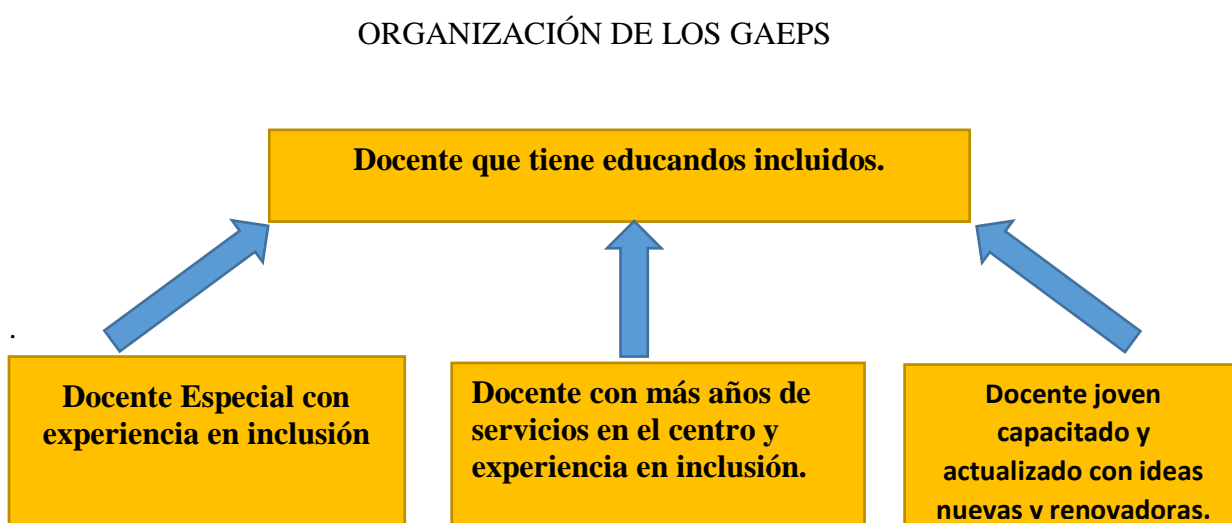 ORGANIZACIÓN DE LOS GAEPS
Docente que tiene educandos incluidos.
.
Docente Especial con
experiencia en inclusión
Docente con más años de
servicios en el centro y
experiencia en inclusión.
Docente joven
capacitado y
actualizado con ideas
nuevas y renovadoras.